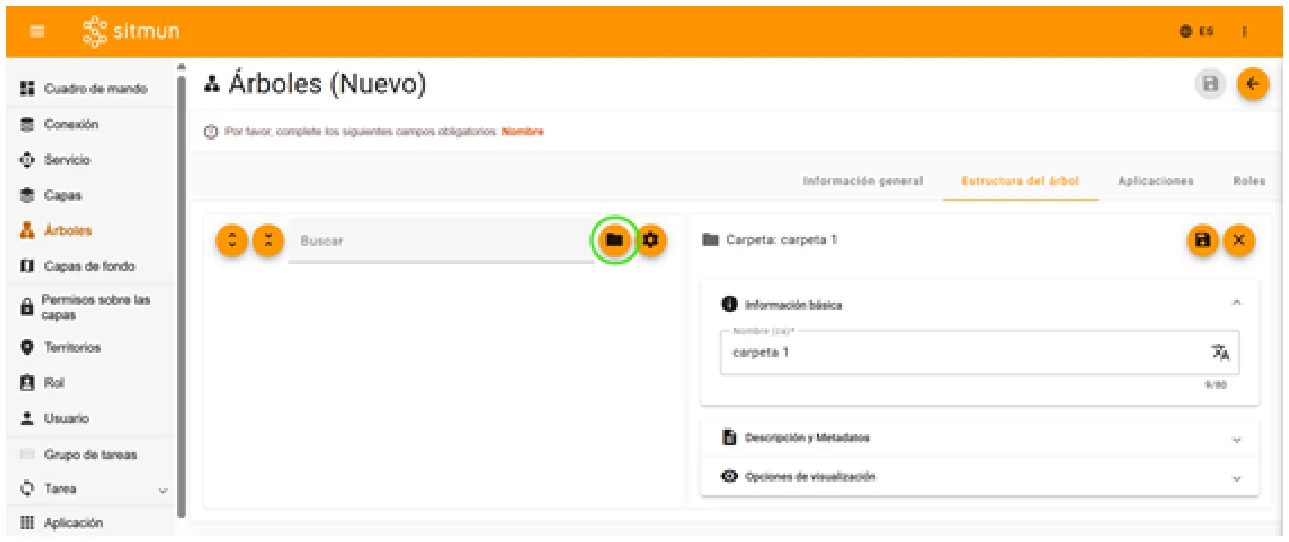 sitmun
ES
Cuadro de mando
Conexión
Servicio
Capas
Árboles
Capas de fondo
Permisos sobre las
capas
Territorios
Rol
Usuario
Grupo de tareas
Tarea
Aplicación
Árboles (Nuevo)
Por favor, complete los siguientes campos obligatorios: Nombre
Información general
Estructura del árbol
Aplicaciones
Roles
Buscar
Carpeta: carpeta 1
Información básica
Nombre (ca)*
carpeta 1
9/80
Descripción y Metadatos
Opciones de visualización